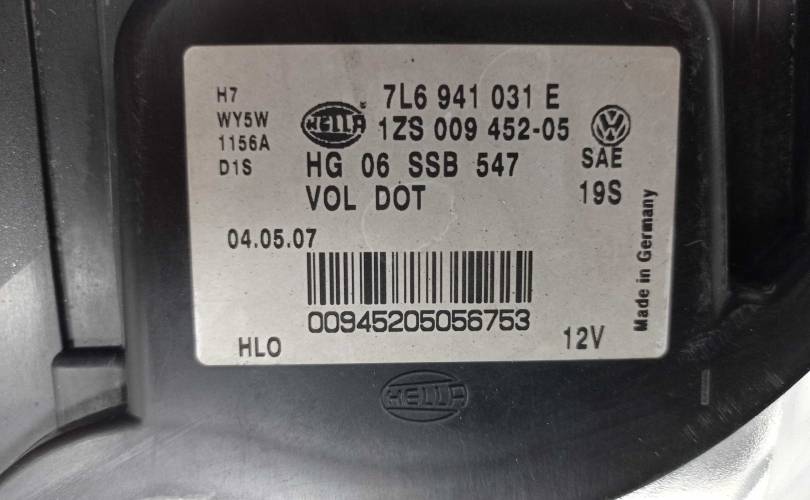 H7
WY5W
1156A
D1S
HELLA
7L6 941 031 E
1ZS 009 452-05
HG 06 SSB 547
VOL DOT
SAE
19S
Made in Germany
04.05.07
00945205056753
HLO
12V
HELLA